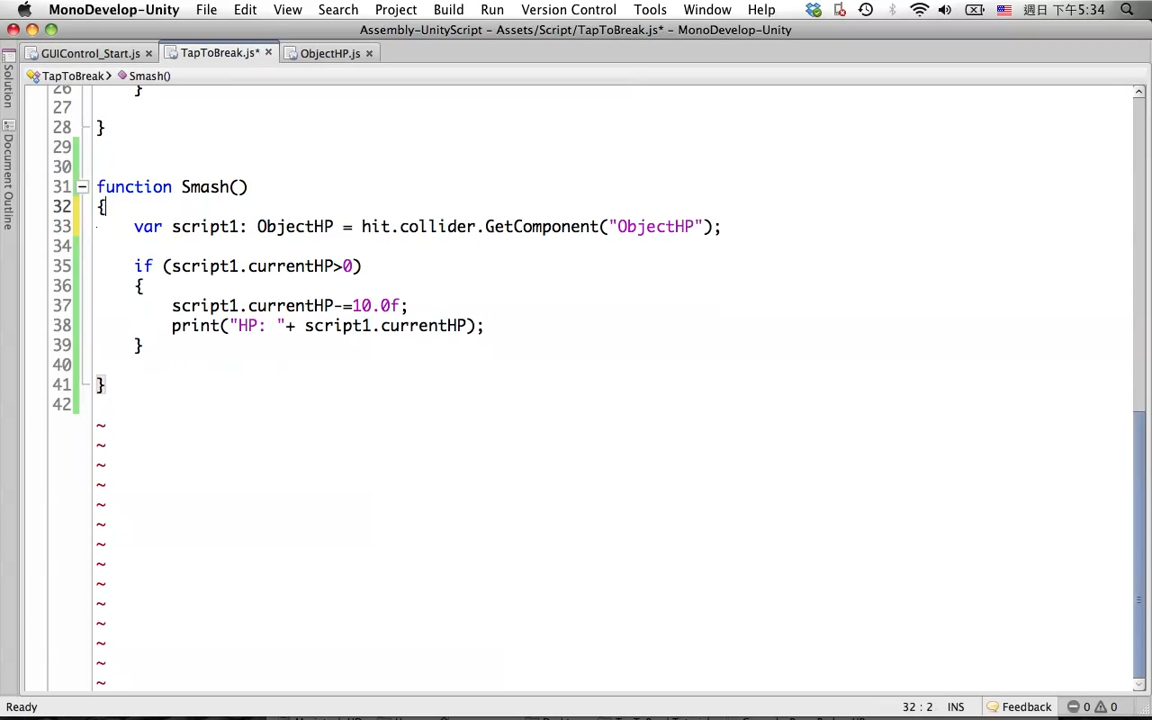 MonoDevelop-Unity File Edit View Search Project Build Run Version Control Tools Window Help 週日 下午5:34
Assembly-UnityScript - Assets/Script/TapToBreak.js* - MonoDevelop-Unity
GUIControl_Start.js × TapToBreak.js* × ObjectHP.js ×
Solution
Document Outline
TapToBreak > Smash()
26 }
27
28 }
29
30
31 function Smash()
32 {
33 var script1: ObjectHP = hit.collider.GetComponent("ObjectHP");
34
35 if (script1.currentHP>0)
36 {
37 script1.currentHP-=10.0f;
38 print("HP: "+ script1.currentHP);
39 }
40
41 }
42
~
~
~
~
~
~
~
~
~
~
~
~
~
~
Ready 32 : 2 INS Feedback 0 0